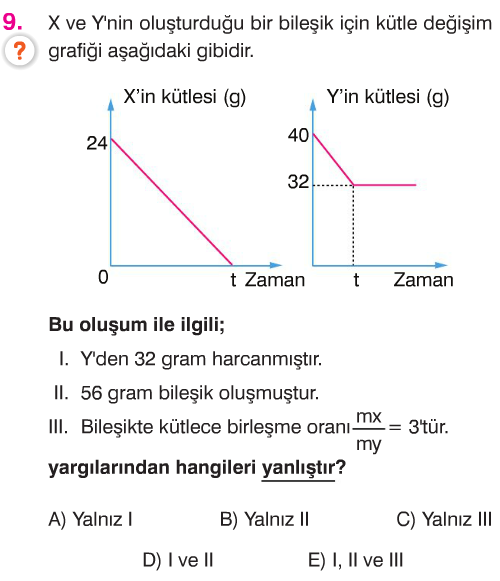 9. X ve Y'nin oluşturduğu bir bileşik için kütle değişim
? grafiği aşağıdaki gibidir.
X'in kütlesi (g) Y'in kütlesi (g)
24 40
32
0 t Zaman t Zaman
Bu oluşum ile ilgili;
I. Y'den 32 gram harcanmıştır.
II. 56 gram bileşik oluşmuştur.
III. Bileşikte kütlece birleşme oranı mx/my = 3'tür.
yargılarından hangileri yanlıştır?
A) Yalnız I B) Yalnız II C) Yalnız III
D) I ve II E) I, II ve III